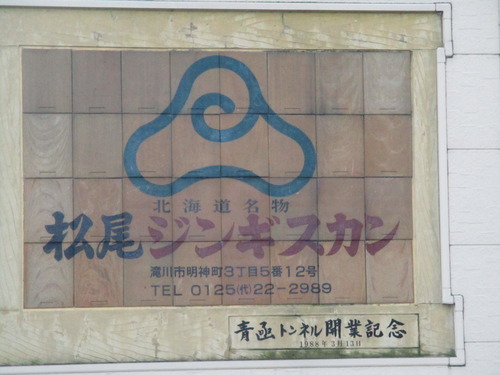 北海道名物
松尾ジンギスカン
滝川市明神町3丁目5番12号
TEL 0125(代)22-2989
青函トンネル開業記念
1988年3月13日